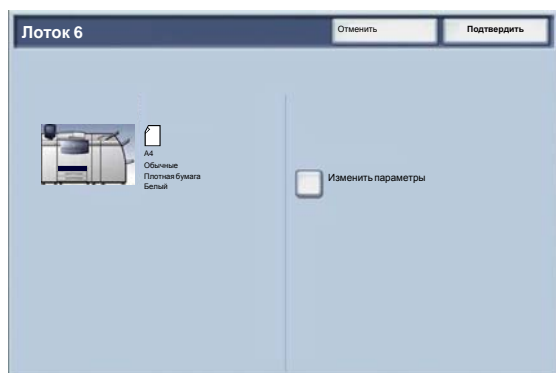 Лоток 6
Отменить
Подтвердить
A4
Обычные
Плотная бумага
Белый
Изменить параметры